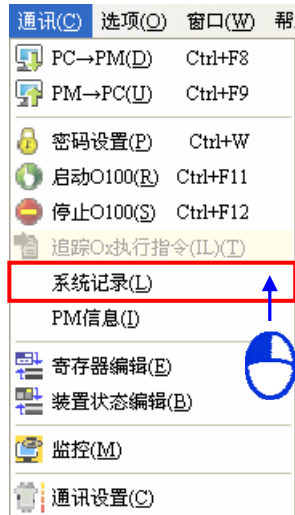 通讯(C) 选项(O) 窗口(W) 帮
PC→PM(D) Ctrl+F8
PM→PC(U) Ctrl+F9
密码设置(P) Ctrl+W
启动O100(R) Ctrl+F11
停止O100(S) Ctrl+F12
追踪Ox执行指令(IL)(T)
系统记录(L)
PM信息(I)
寄存器编辑(E)
装置状态编辑(B)
监控(M)
通讯设置(C)